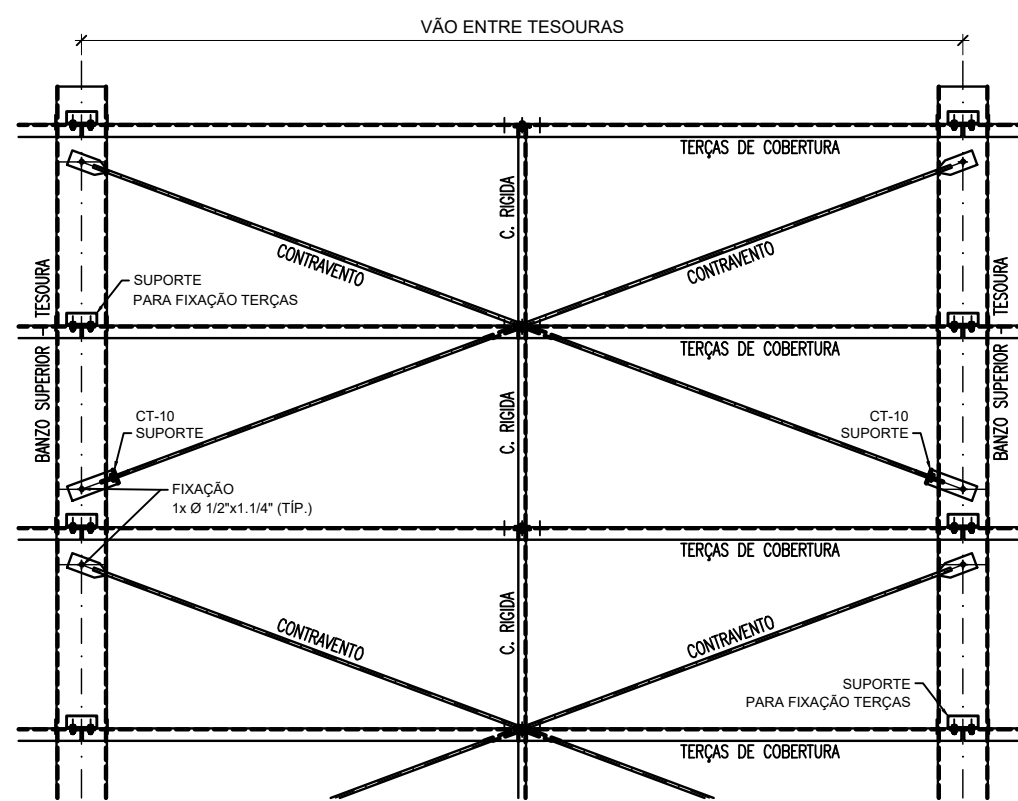 VÃO ENTRE TESOURAS
TERÇAS DE COBERTURA
C. RIGIDA
CONTRAVENTO
CONTRAVENTO
BANZO SUPERIOR - TESOURA
SUPORTE
PARA FIXAÇÃO TERÇAS
TERÇAS DE COBERTURA
BANZO SUPERIOR - TESOURA
CT-10
SUPORTE
C. RIGIDA
CT-10
SUPORTE
FIXAÇÃO
1x Ø 1/2"x1.1/4" (TÍP.)
TERÇAS DE COBERTURA
C. RIGIDA
CONTRAVENTO
CONTRAVENTO
SUPORTE
PARA FIXAÇÃO TERÇAS
TERÇAS DE COBERTURA